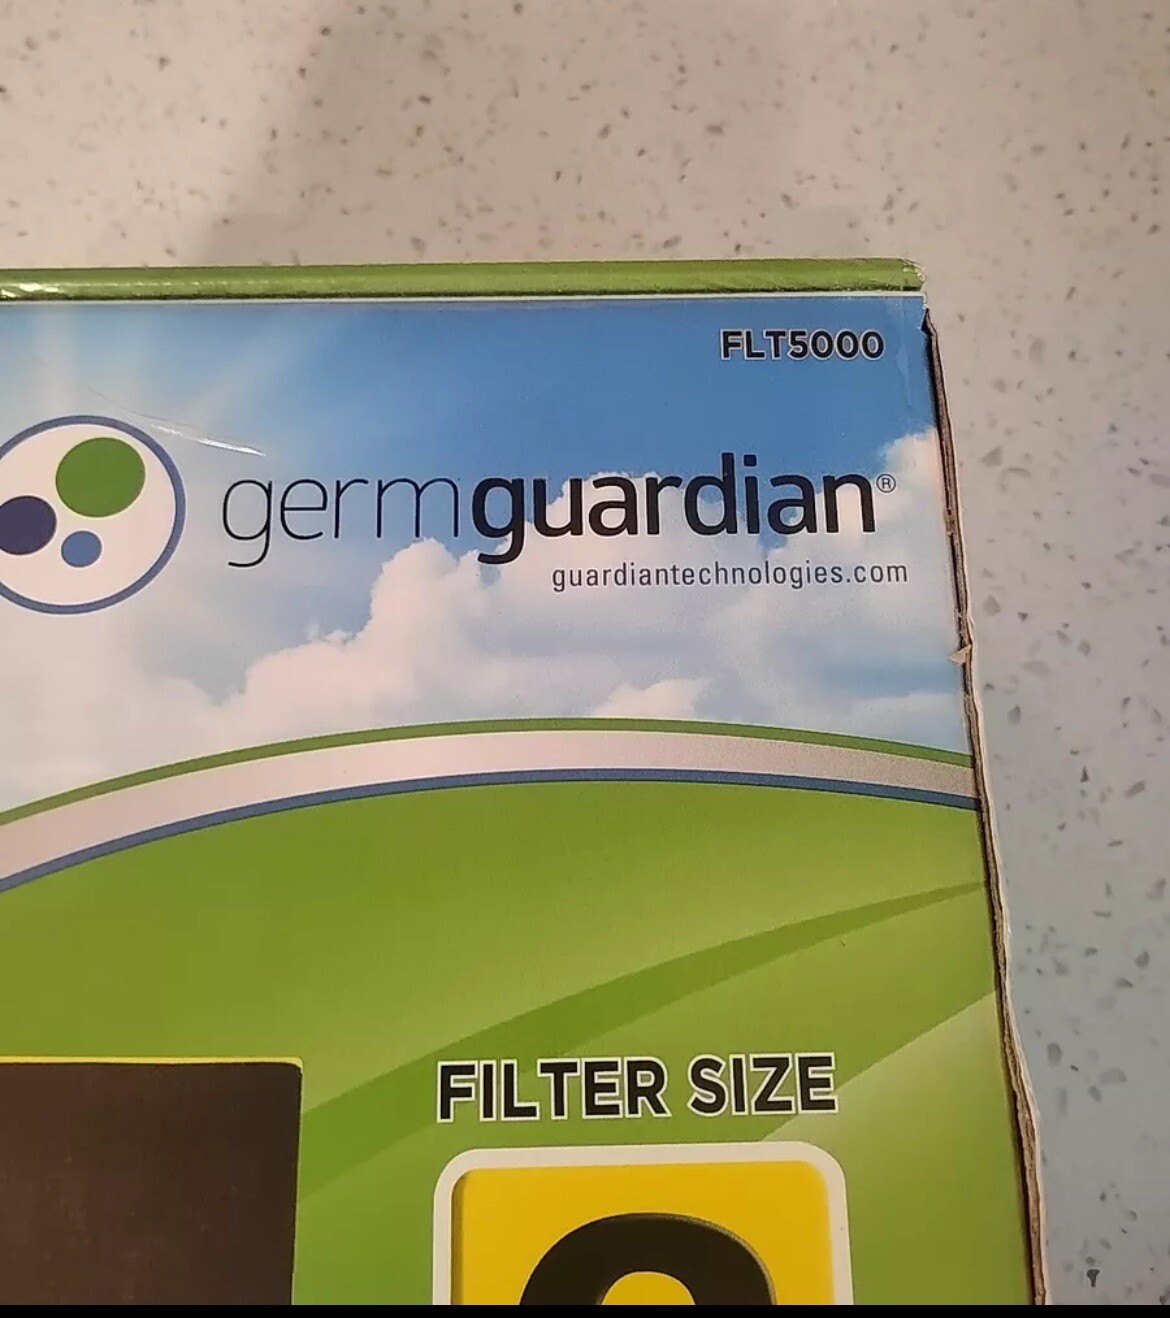 FLT5000
germguardian®
guardiantechnologies.com
FILTER SIZE